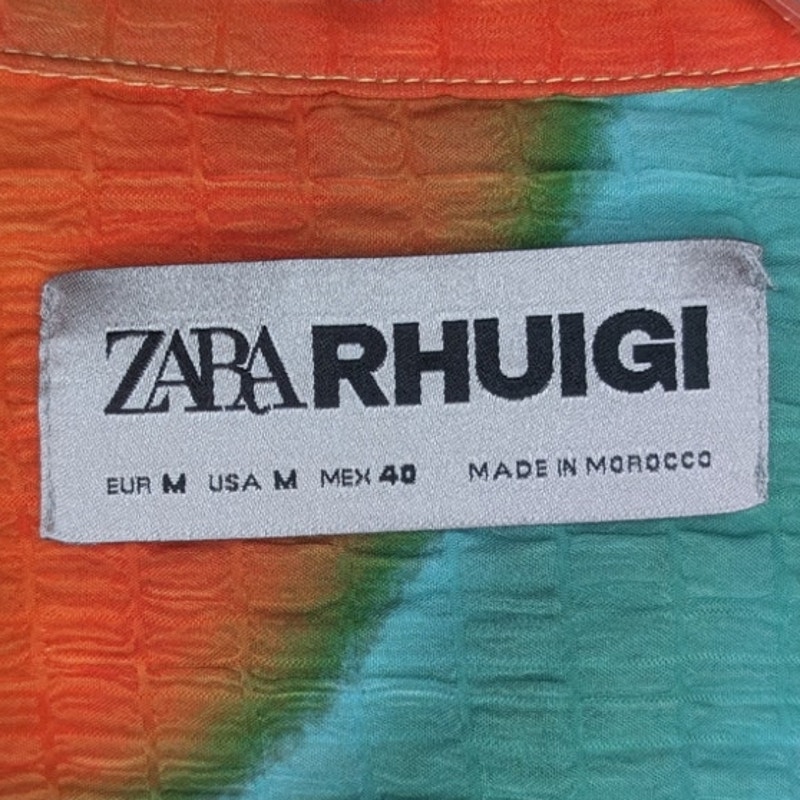 ZARA RHUIGI
EUR M USA M MEX 40 MADE IN MOROCCO